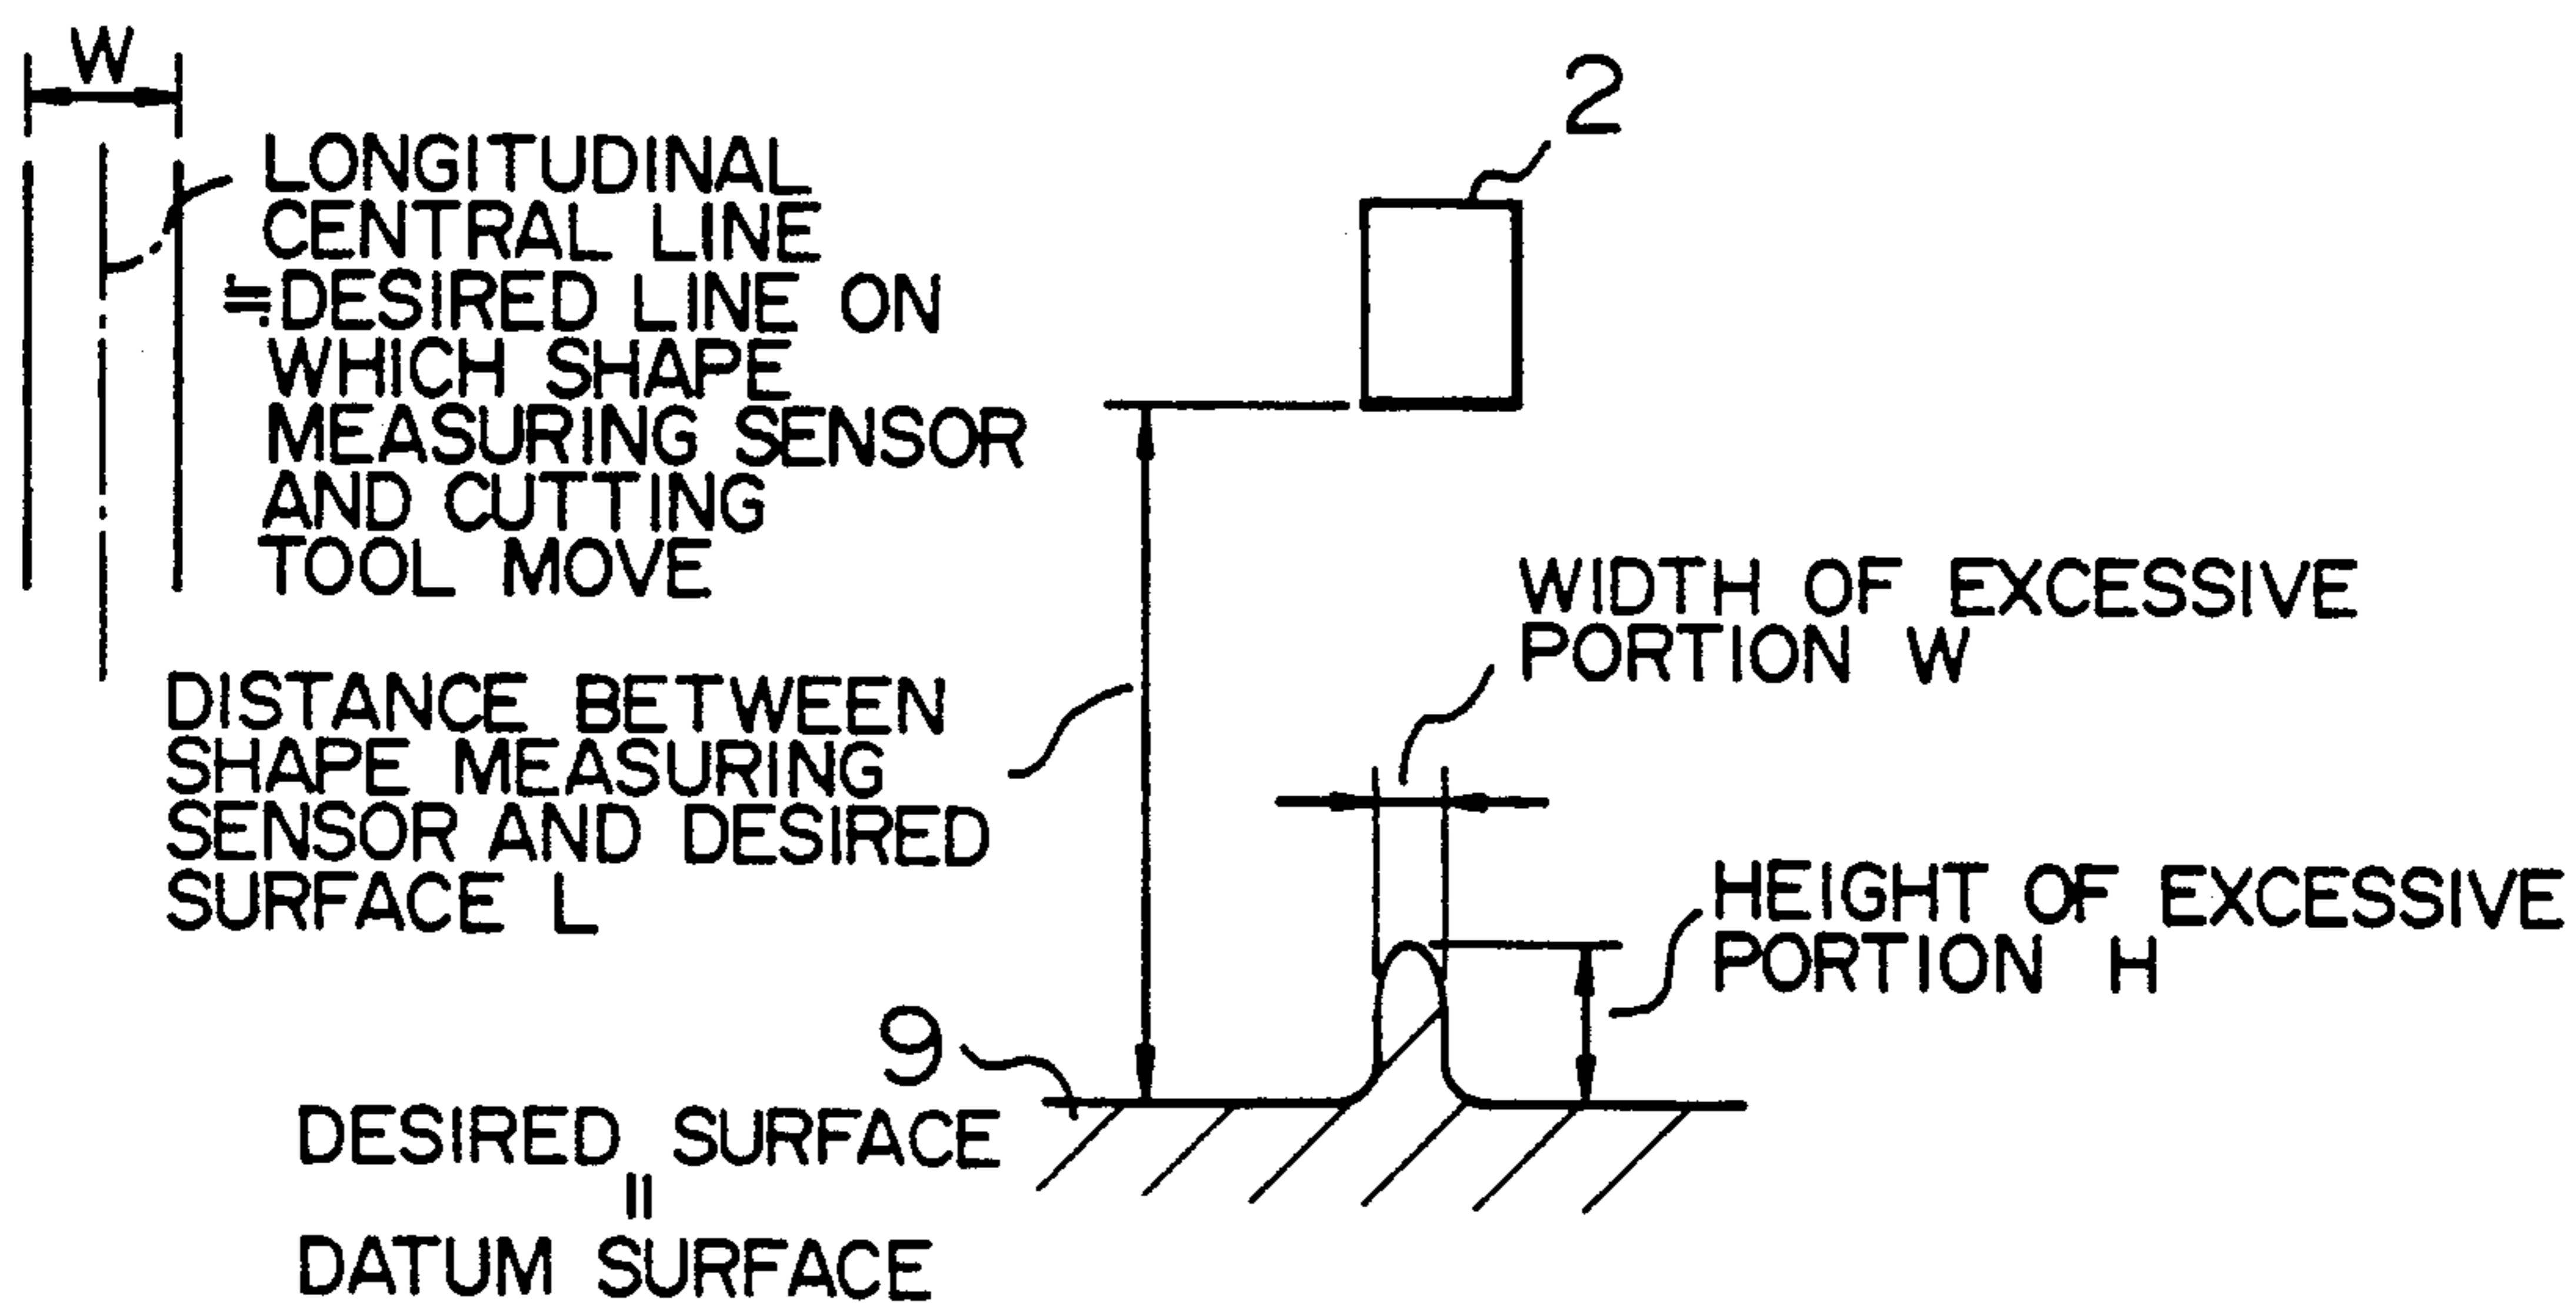 W
2
LONGITUDINAL
CENTRAL LINE
≒DESIRED LINE ON
WHICH SHAPE
MEASURING SENSOR
AND CUTTING
TOOL MOVE
WIDTH OF EXCESSIVE
PORTION W
DISTANCE BETWEEN
SHAPE MEASURING
SENSOR AND DESIRED
SURFACE L
HEIGHT OF EXCESSIVE
PORTION H
9
DESIRED SURFACE
=
DATUM SURFACE